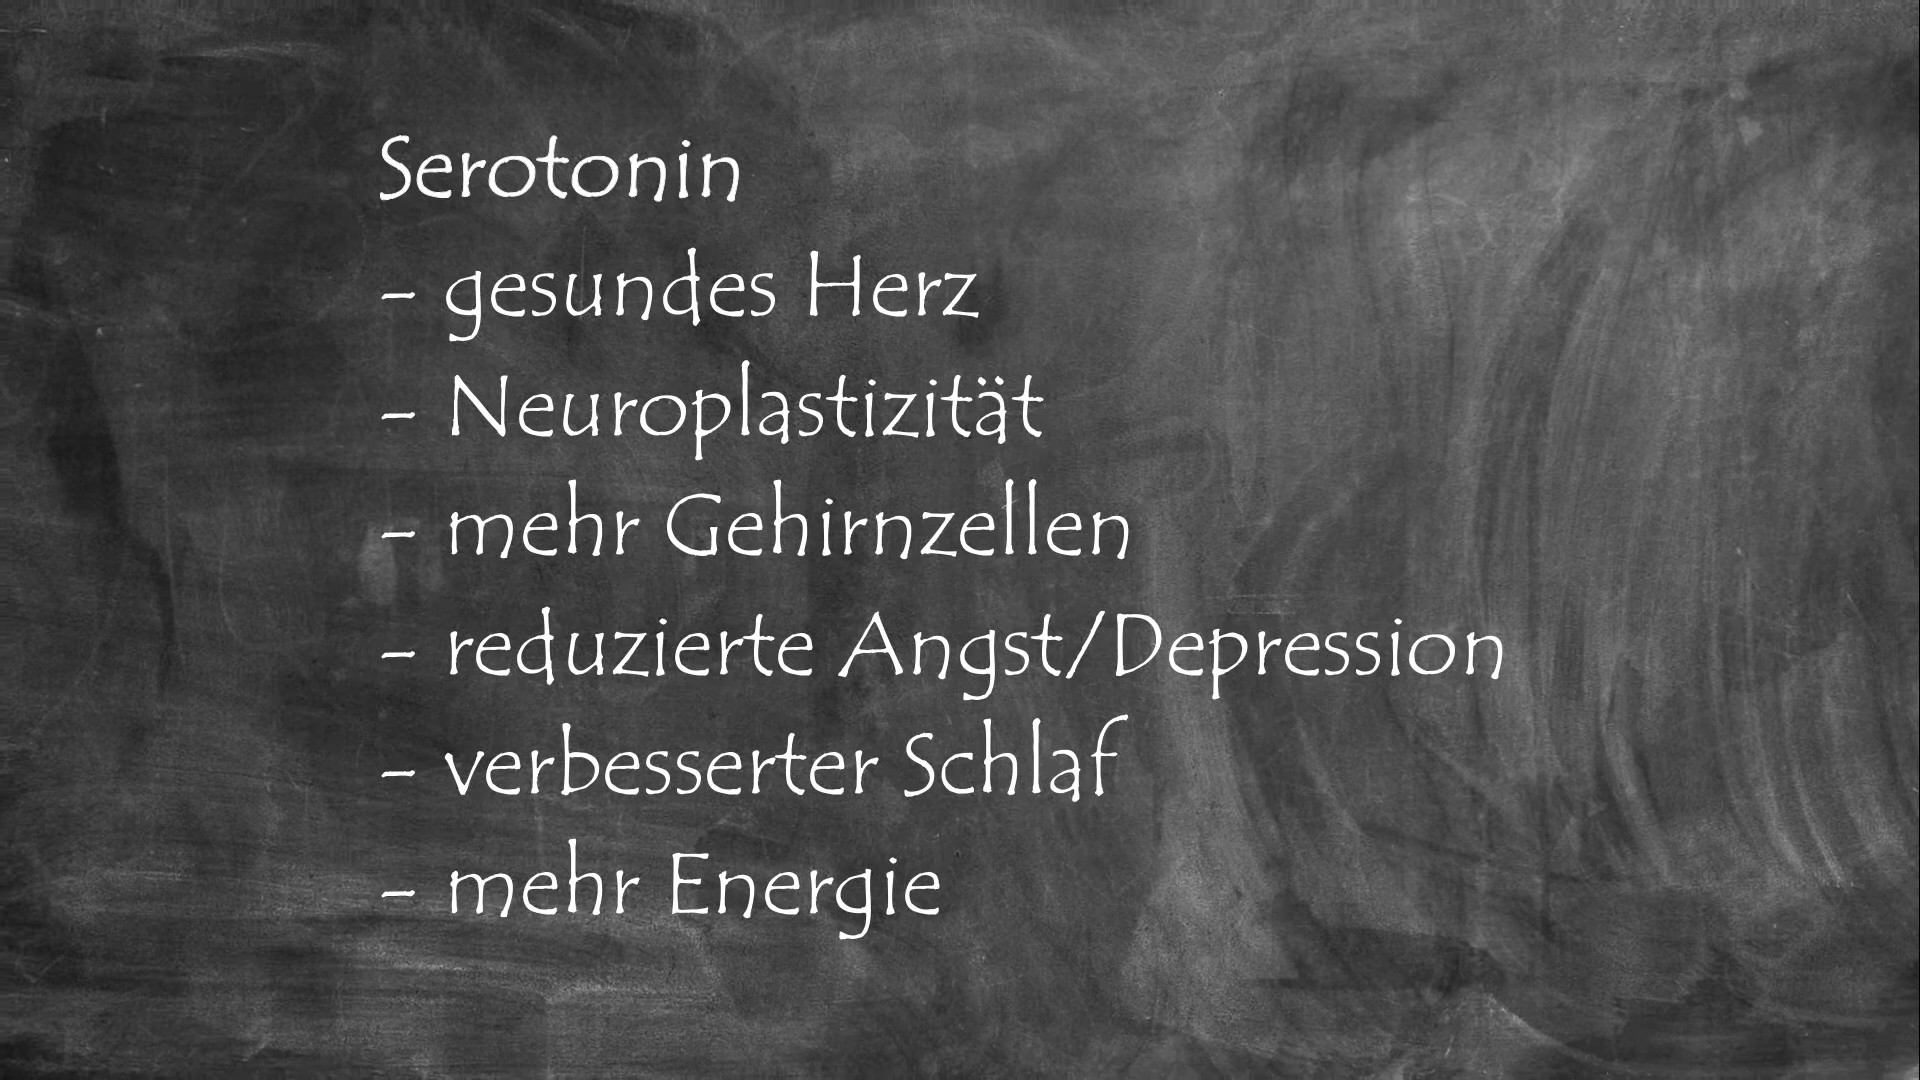 Serotonin
- gesundes Herz
- Neuroplastizität
- mehr Gehirnzellen
- reduzierte Angst/Depression
- verbesserter Schlaf
- mehr Energie